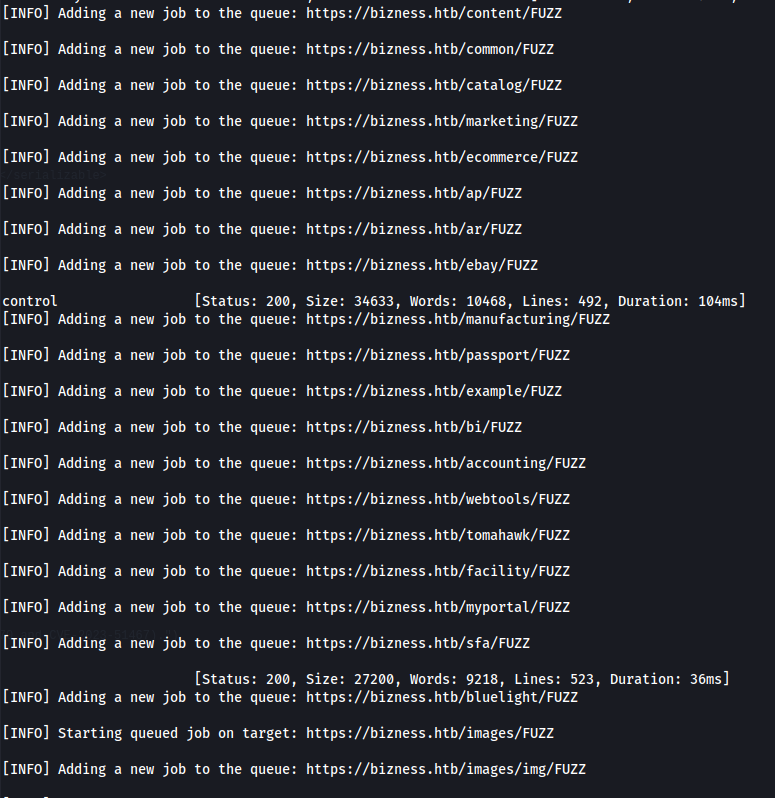 [INFO] Adding a new job to the queue: https://bizness.htb/content/FUZZ
[INFO] Adding a new job to the queue: https://bizness.htb/common/FUZZ
[INFO] Adding a new job to the queue: https://bizness.htb/catalog/FUZZ
[INFO] Adding a new job to the queue: https://bizness.htb/marketing/FUZZ
[INFO] Adding a new job to the queue: https://bizness.htb/ecommerce/FUZZ
[INFO] Adding a new job to the queue: https://bizness.htb/ap/FUZZ
[INFO] Adding a new job to the queue: https://bizness.htb/ar/FUZZ
[INFO] Adding a new job to the queue: https://bizness.htb/ebay/FUZZ
control [Status: 200, Size: 34633, Words: 10468, Lines: 492, Duration: 104ms]
[INFO] Adding a new job to the queue: https://bizness.htb/manufacturing/FUZZ
[INFO] Adding a new job to the queue: https://bizness.htb/passport/FUZZ
[INFO] Adding a new job to the queue: https://bizness.htb/example/FUZZ
[INFO] Adding a new job to the queue: https://bizness.htb/bi/FUZZ
[INFO] Adding a new job to the queue: https://bizness.htb/accounting/FUZZ
[INFO] Adding a new job to the queue: https://bizness.htb/webtools/FUZZ
[INFO] Adding a new job to the queue: https://bizness.htb/tomahawk/FUZZ
[INFO] Adding a new job to the queue: https://bizness.htb/facility/FUZZ
[INFO] Adding a new job to the queue: https://bizness.htb/myportal/FUZZ
[INFO] Adding a new job to the queue: https://bizness.htb/sfa/FUZZ
[Status: 200, Size: 27200, Words: 9218, Lines: 523, Duration: 36ms]
[INFO] Adding a new job to the queue: https://bizness.htb/bluelight/FUZZ
[INFO] Starting queued job on target: https://bizness.htb/images/FUZZ
[INFO] Adding a new job to the queue: https://bizness.htb/images/img/FUZZ